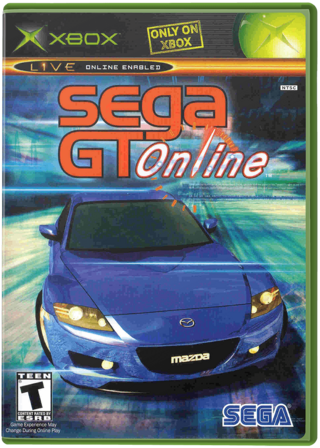 XBOX
ONLY ON
XBOX
LIVE ONLINE ENABLED
NTSC
sega
GT Online
TM
mazda
TEEN
T
CONTENT RATED BY
ESRB
Game Experience May
Change During Online Play
SEGA